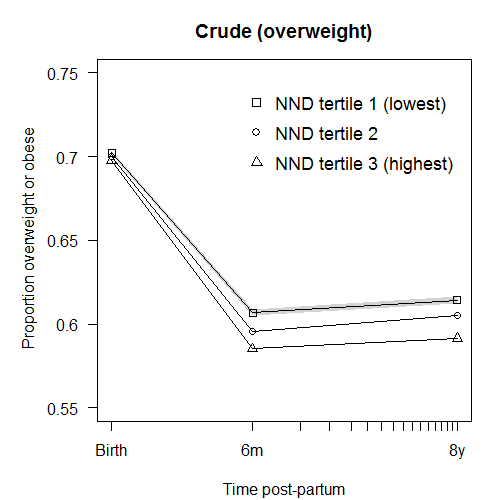 Crude (overweight)
Proportion overweight or obese
0.75
0.7
0.65
0.6
0.55
NND tertile 1 (lowest)
NND tertile 2
NND tertile 3 (highest)
Birth
6m
8y
Time post-partum